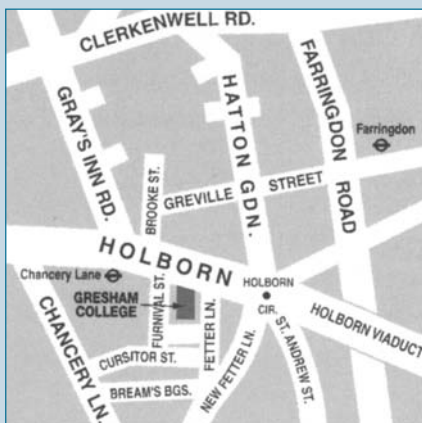 CLERKENWELL RD.
GRAY'S INN RD.
HATTON GDN.
FARRINGDON ROAD
Farringdon
BROOKE ST.
GREVILLE STREET
HOLBORN
Chancery Lane
GRESHAM
COLLEGE
FURNIVAL ST.
FETTER LN.
HOLBORN
CIR.
HOLBORN VIADUCT
CHANCERY LN.
CURSITOR ST.
BREAM'S BGS.
NEW FETTER LN.
ST. ANDREW ST.